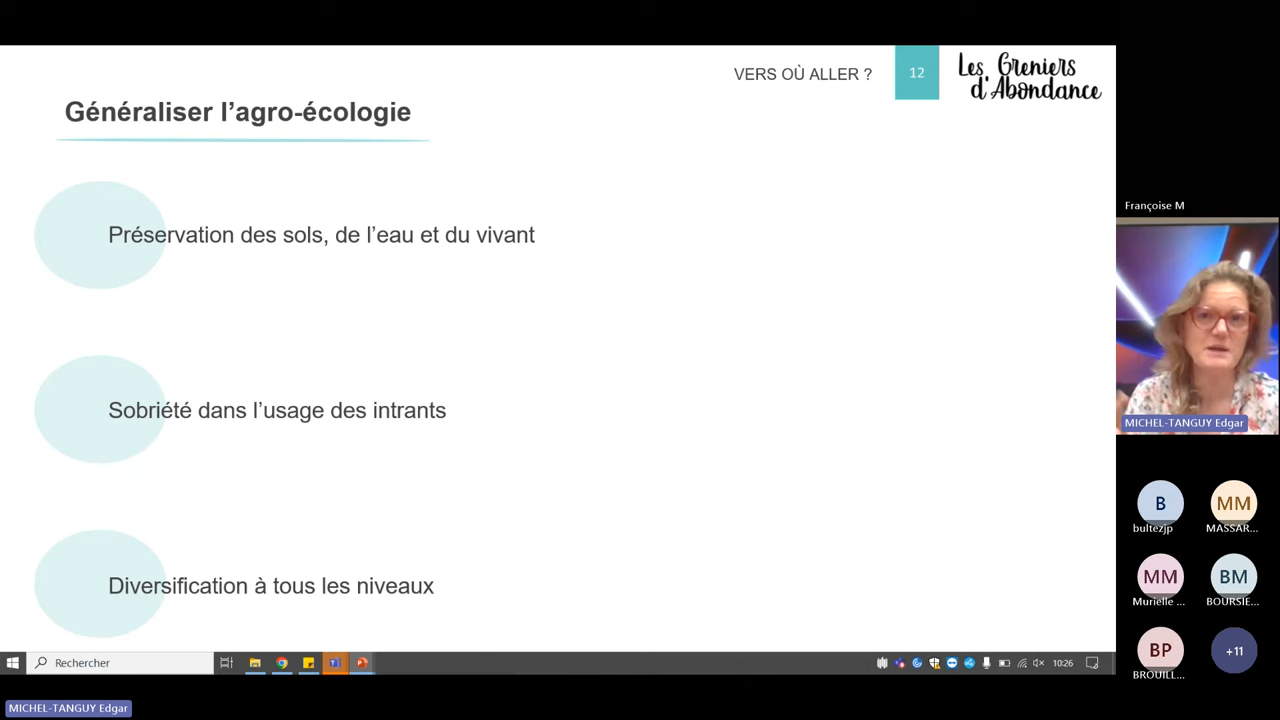 VERS OÙ ALLER ?
12
Les Greniers
d'Abondance
Généraliser l'agro-écologie
Préservation des sols, de l'eau et du vivant
Sobriété dans l'usage des intrants
Diversification à tous les niveaux
Rechercher
10:26
Françoise M
MICHEL-TANGUY Edgar
B
bultezjp
MM
MASSAR...
MM
Murielle ...
BM
BOURSIE...
BP
BROUILL...
+11
MICHEL-TANGUY Edgar